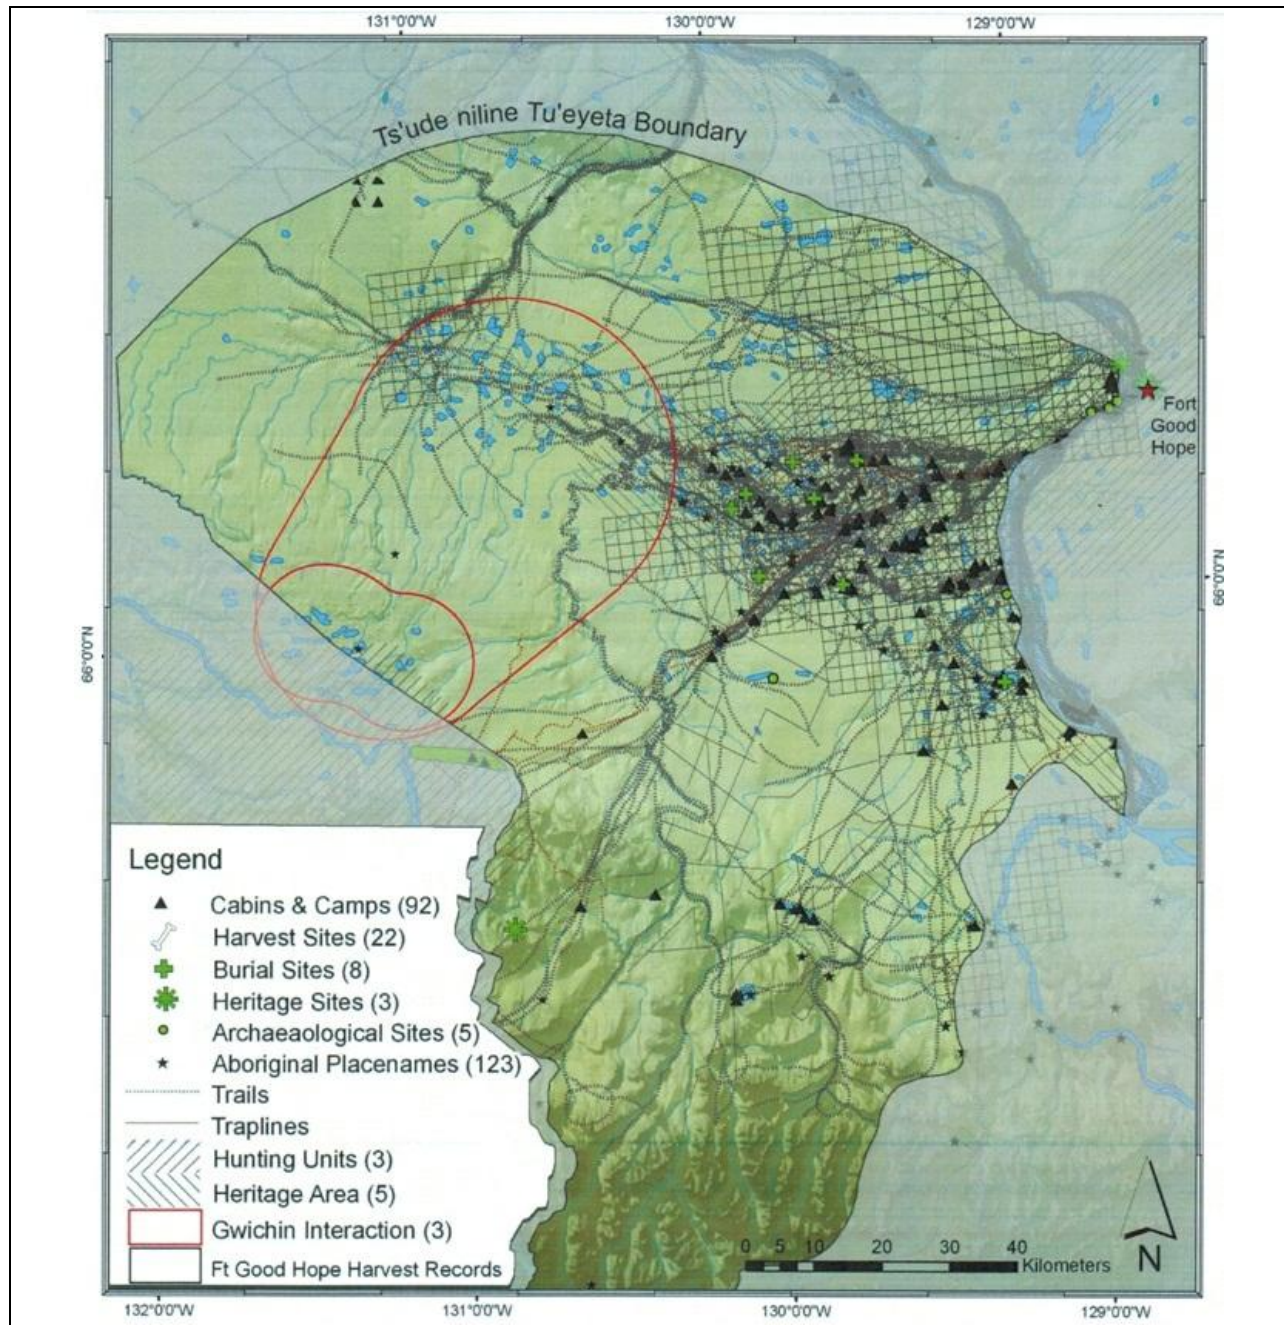 131°0'0"W 130°0'0"W 129°0'0"W
Ts'ude niline Tu'eyeta Boundary
Fort
Good
Hope
66°0'0"N
66°0'0"N
Legend
Cabins & Camps (92)
Harvest Sites (22)
Burial Sites (8)
Heritage Sites (3)
Archaeaological Sites (5)
Aboriginal Placenames (123)
Trails
Traplines
Hunting Units (3)
Heritage Area (5)
Gwichin Interaction (3)
Ft Good Hope Harvest Records
N
0 5 10 20 30 40
Kilometers
132°0'0"W 131°0'0"W 130°0'0"W 129°0'0"W